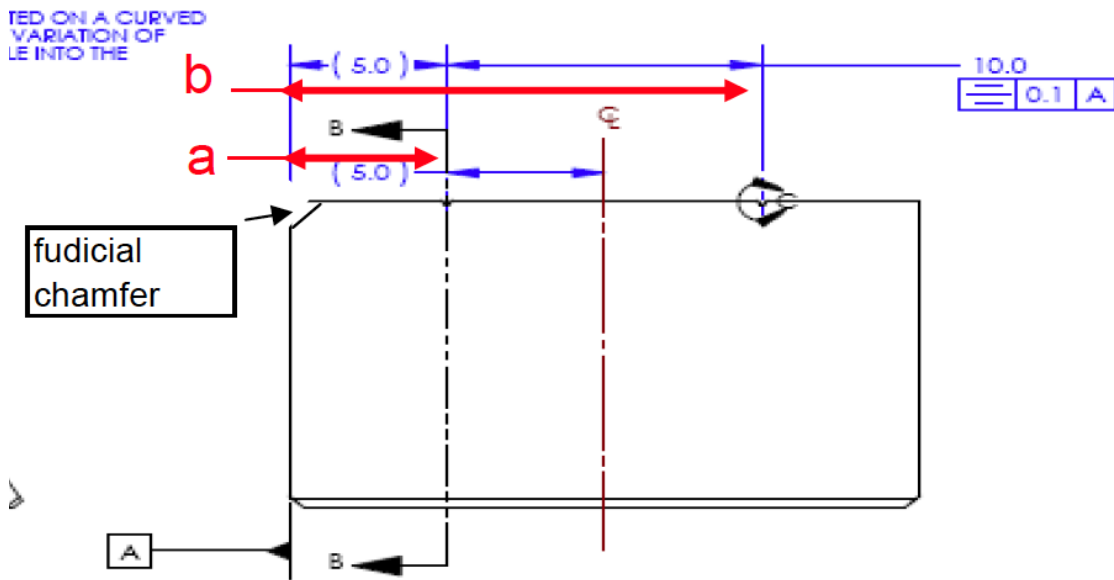 TED ON A CURVED
VARIATION OF
LE INTO THE
( 5.0 )
10.0
b
0.1 A
B
℄
a
( 5.0 )
C
fudicial
chamfer
A
B